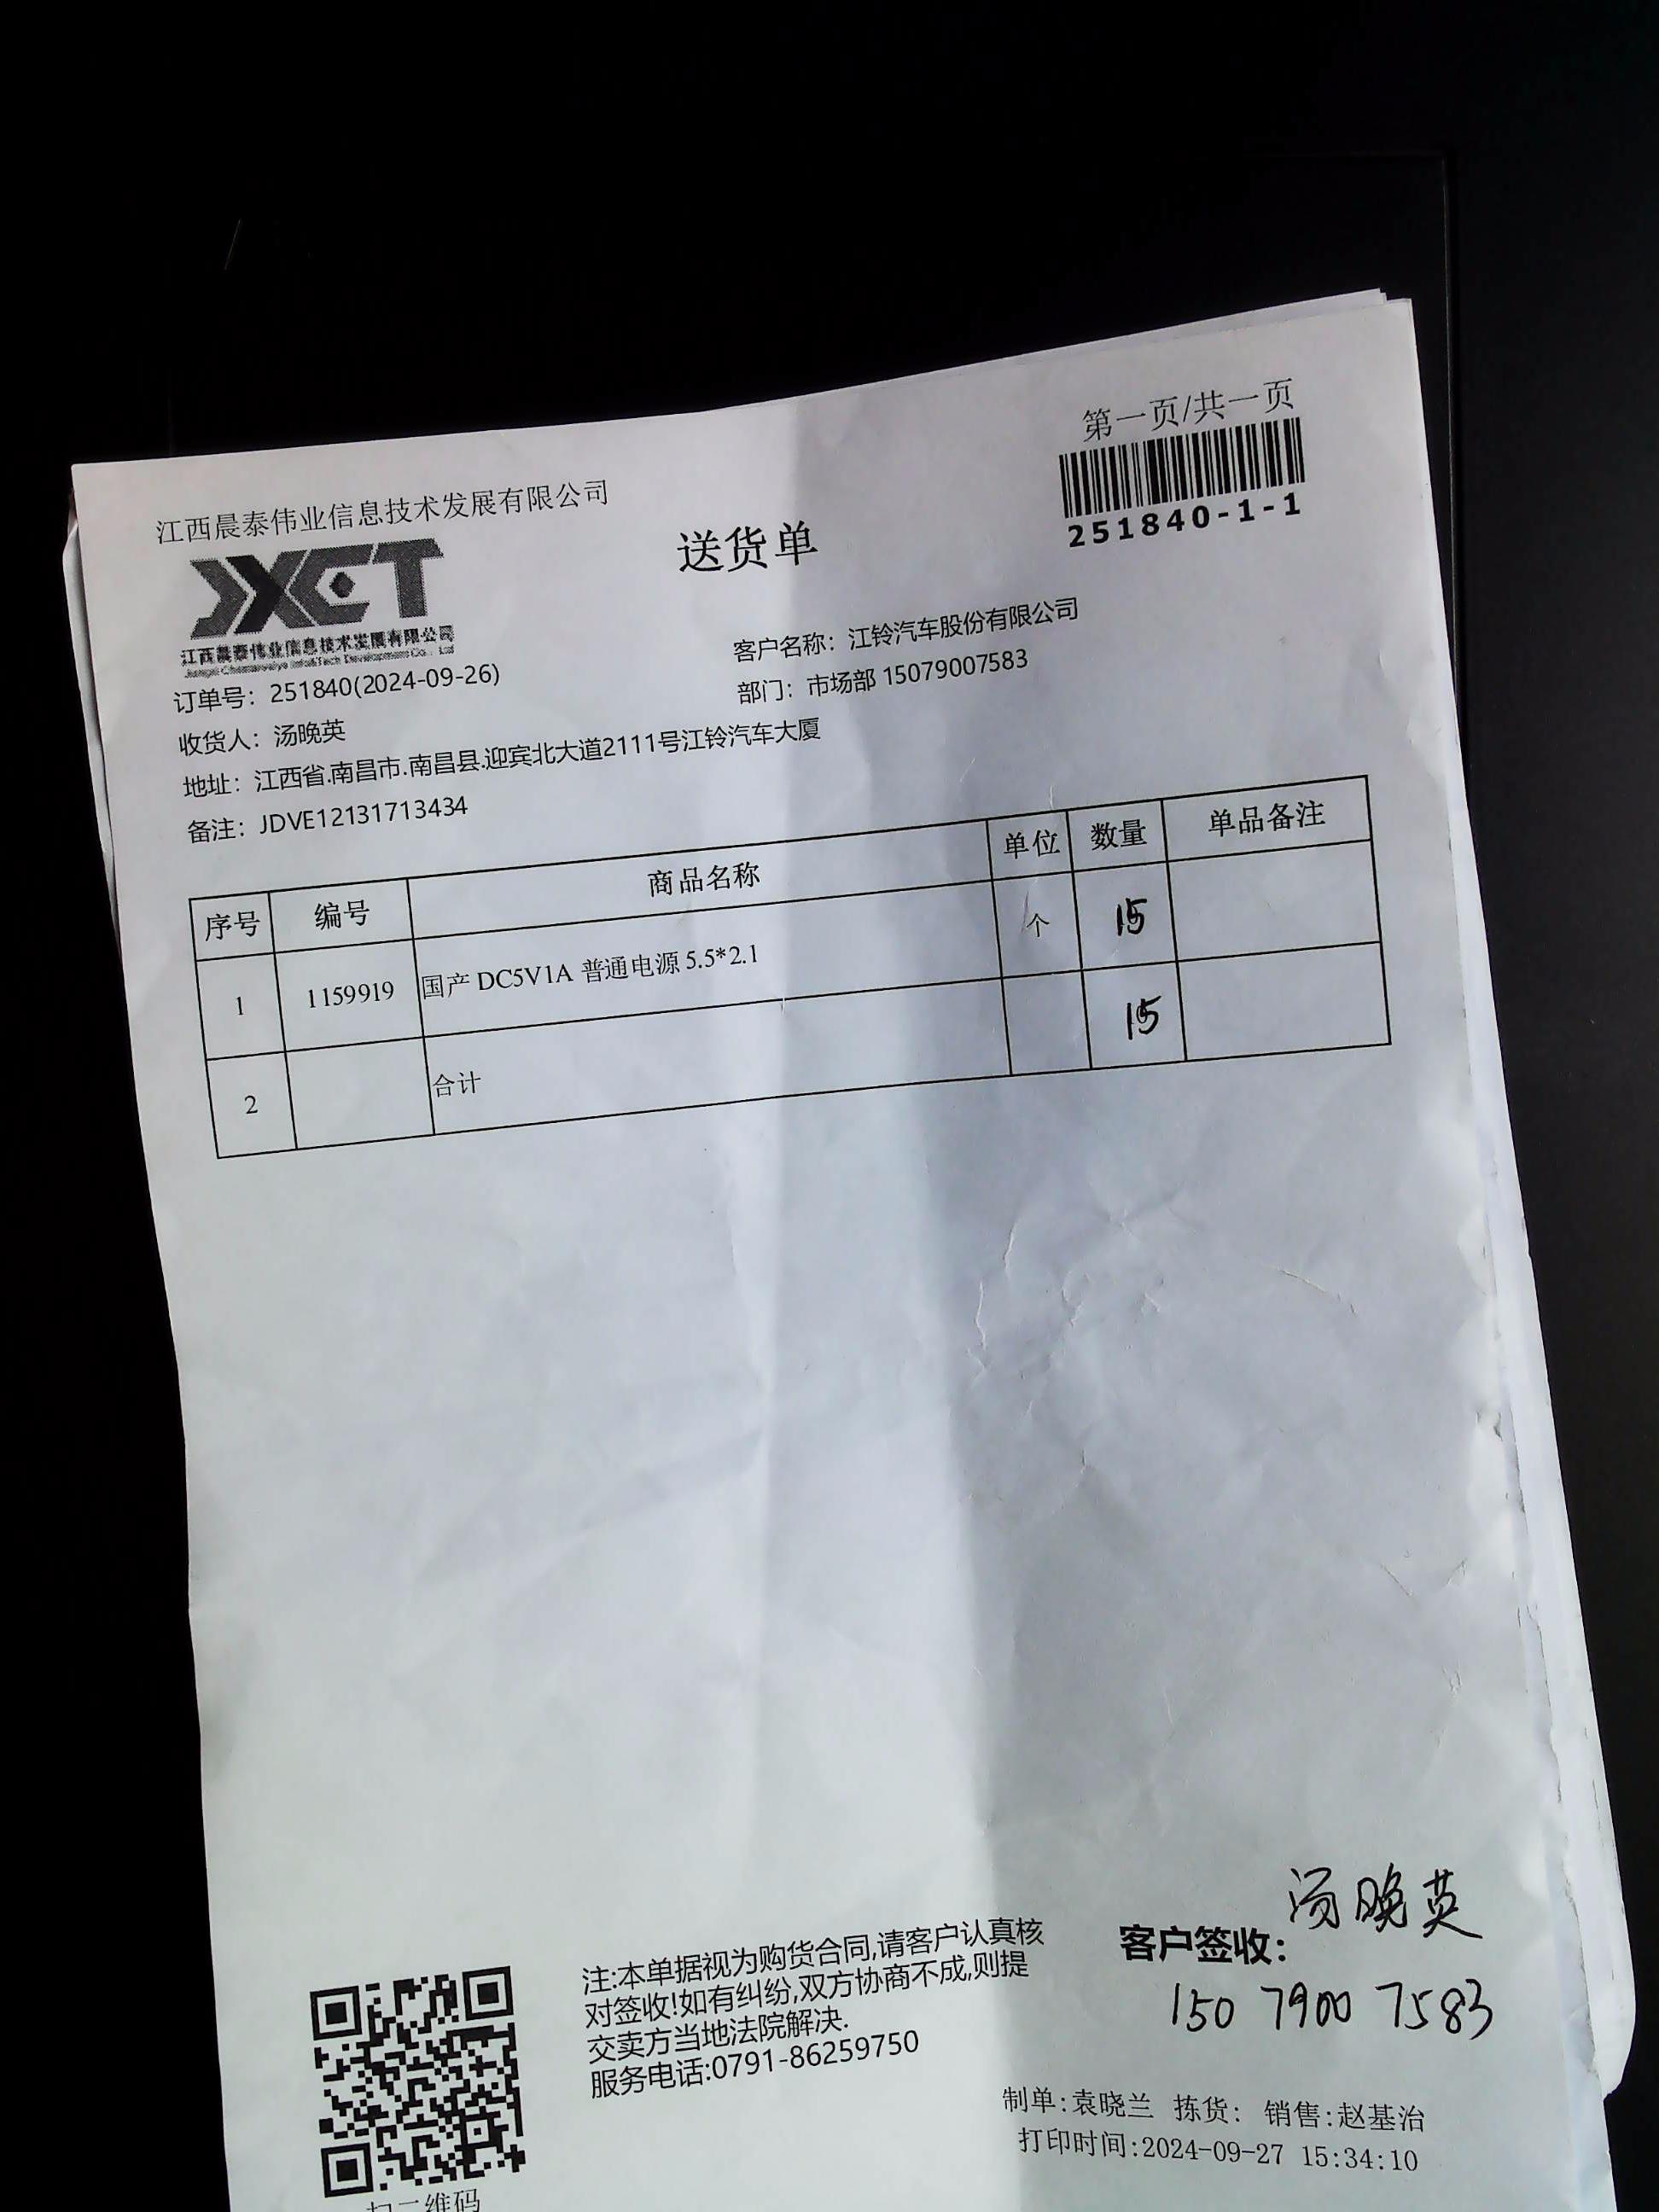 第一页/共一页
江西晨泰伟业信息技术发展有限公司
251840-1-1
送货单
JXCT
江西晨泰伟业信息技术发展有限公司
客户名称：江铃汽车股份有限公司
订单号：251840(2024-09-26)
部门：市场部 15079007583
收货人：汤晚英
地址：江西省.南昌市.南昌县.迎宾北大道2111号江铃汽车大厦
备注：JDVE12131713434
序号 编号 商品名称 单位 数量 单品备注
1 1159919 国产 DC5V1A 普通电源 5.5*2.1 个 15
2 合计 15
汤晚英
客户签收：
150 7900 7583
注:本单据视为购货合同,请客户认真核
对签收!如有纠纷,双方协商不成,则提
交卖方当地法院解决.
服务电话:0791-86259750
制单:袁晓兰 拣货: 销售:赵基治
打印时间:2024-09-27 15:34:10
扫二维码